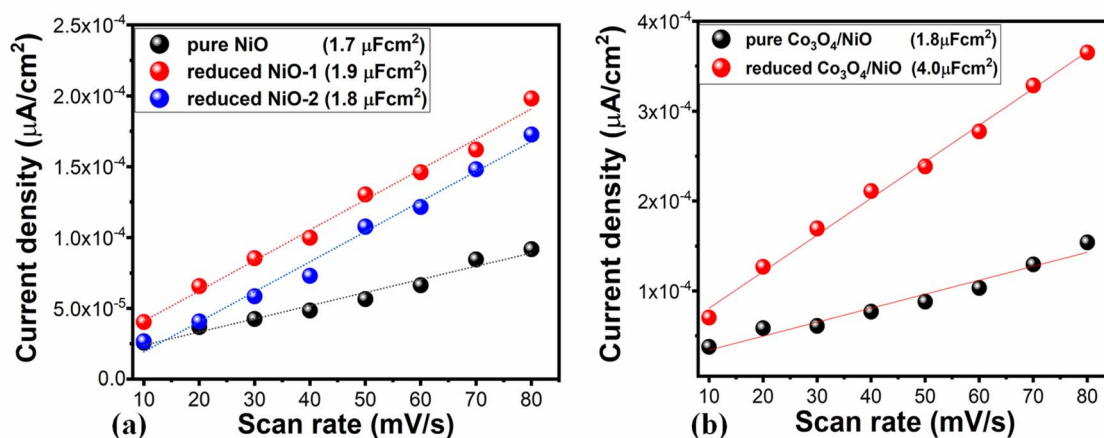 2.5x10⁻⁴
2.0x10⁻⁴
1.5x10⁻⁴
1.0x10⁻⁴
5.0x10⁻⁵
0.0
Current density (μA/cm²)
pure NiO (1.7 μFcm²)
reduced NiO-1 (1.9 μFcm²)
reduced NiO-2 (1.8 μFcm²)
10 20 30 40 50 60 70 80
(a) Scan rate (mV/s)
4x10⁻⁴
3x10⁻⁴
2x10⁻⁴
1x10⁻⁴
Current density (μA/cm²)
pure Co₃O₄/NiO (1.8μFcm²)
reduced Co₃O₄/NiO (4.0μFcm²)
10 20 30 40 50 60 70 80
(b) Scan rate (mV/s)